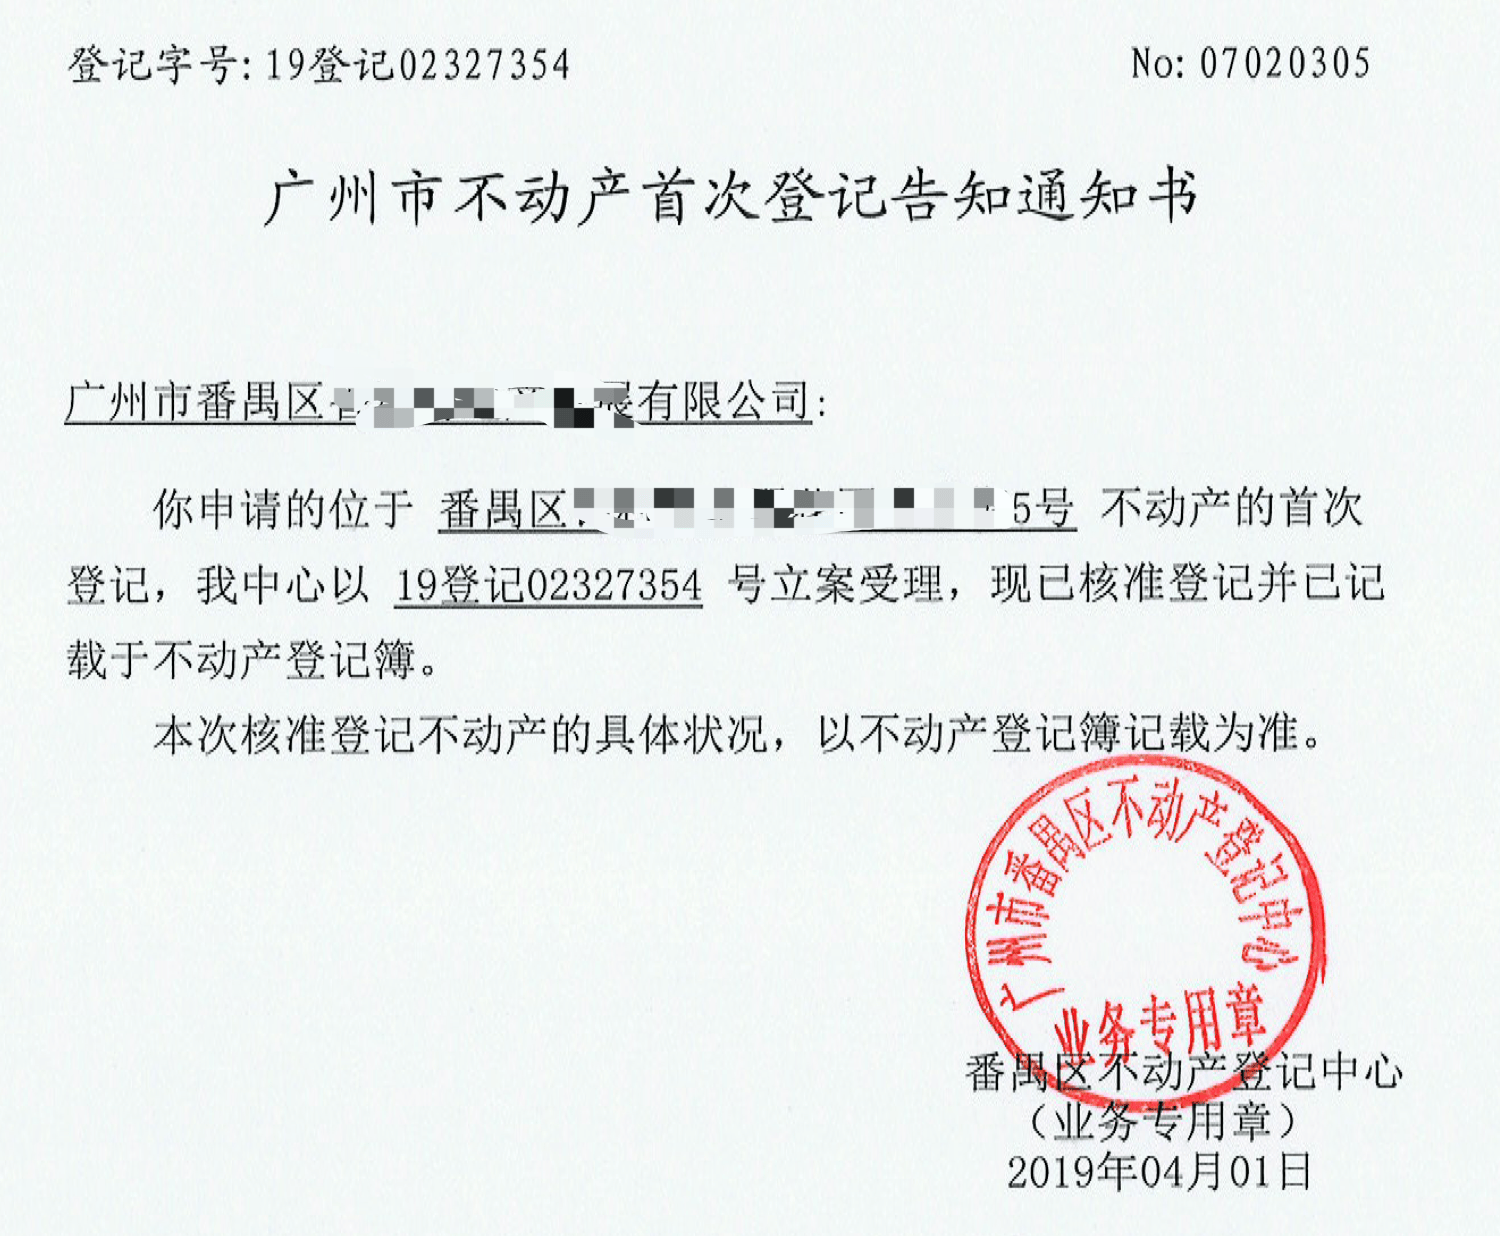 登记字号: 19登记02327354
No: 07020305
广州市不动产首次登记告知通知书
广州市番禺区 有限公司:
你申请的位于 番禺区 5号 不动产的首次
登记，我中心以 19登记02327354 号立案受理，现已核准登记并已记
载于不动产登记簿。
本次核准登记不动产的具体状况，以不动产登记簿记载为准。
广州市番禺区不动产登记中心
业务专用章
番禺区不动产登记中心
（业务专用章）
2019年04月01日